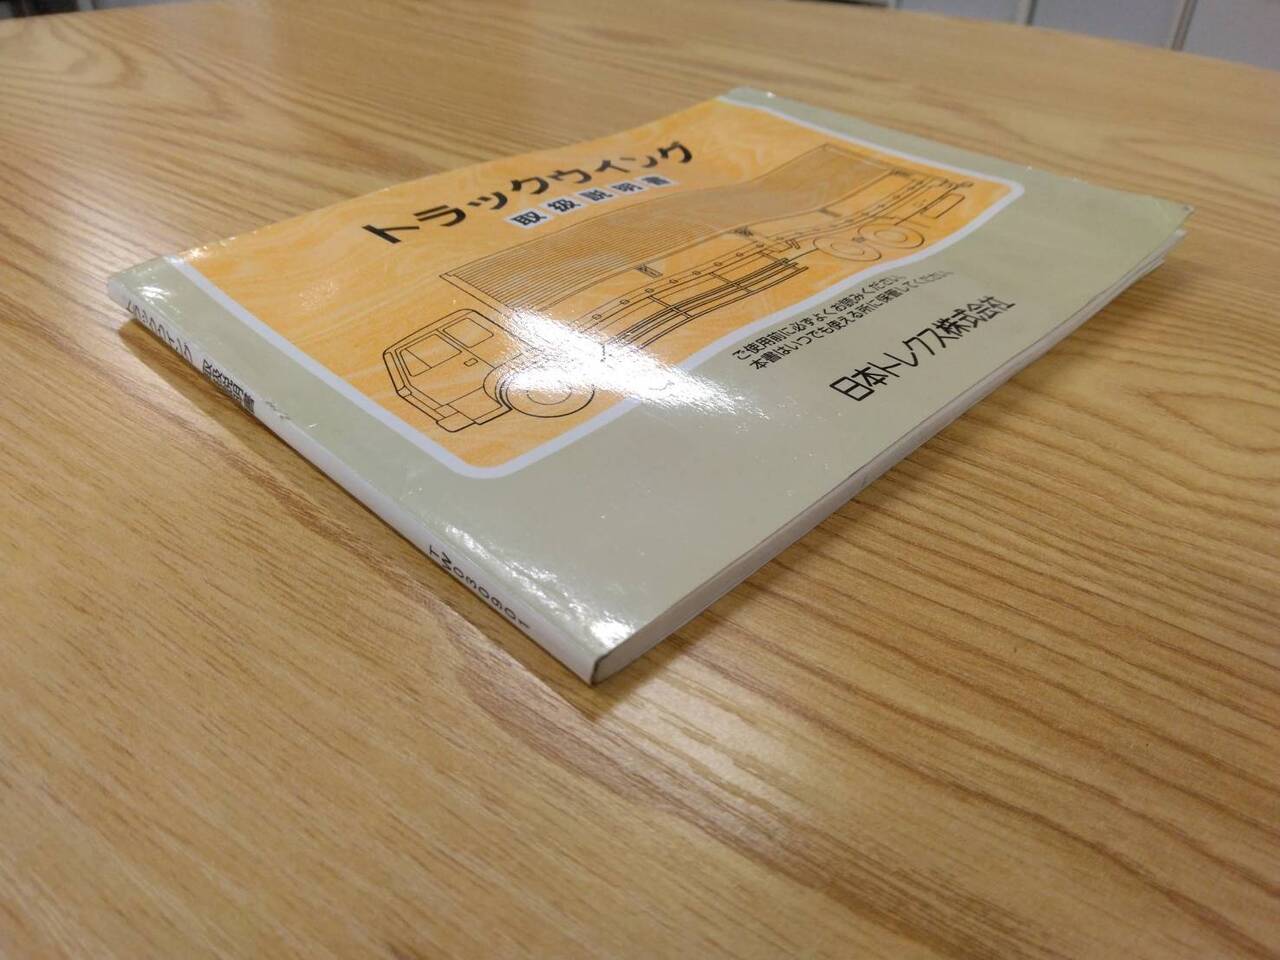 トラックウイング
取扱説明書
ご使用前に必ずよくお読みください
本書はいつでも使える所に保管してください
日本トレクス株式会社
トラックウイング 取扱説明書
TW030901